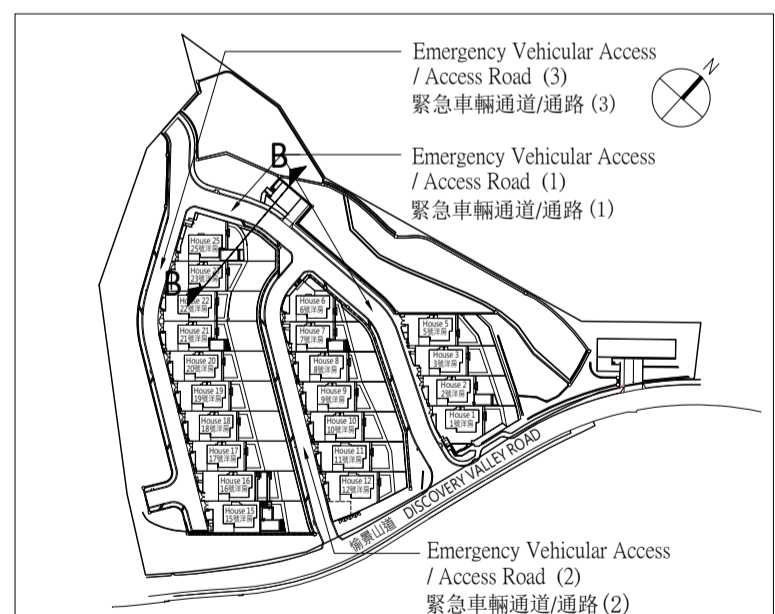 Emergency Vehicular Access
/ Access Road (3)
緊急車輛通道/通路 (3)
N
Emergency Vehicular Access
/ Access Road (1)
緊急車輛通道/通路 (1)
B
B
House 25
25號洋房
23號洋房
House 22
22號洋房
House 21
21號洋房
House 20
20號洋房
House 19
19號洋房
House 18
18號洋房
House 17
17號洋房
House 16
16號洋房
House 15
15號洋房
House 6
6號洋房
House 7
7號洋房
House 8
8號洋房
House 9
9號洋房
House 10
10號洋房
House 11
11號洋房
House 12
12號洋房
House 5
5號洋房
House 3
3號洋房
House 2
2號洋房
House 1
1號洋房
愉景山道 DISCOVERY VALLEY ROAD
Emergency Vehicular Access
/ Access Road (2)
緊急車輛通道/通路 (2)